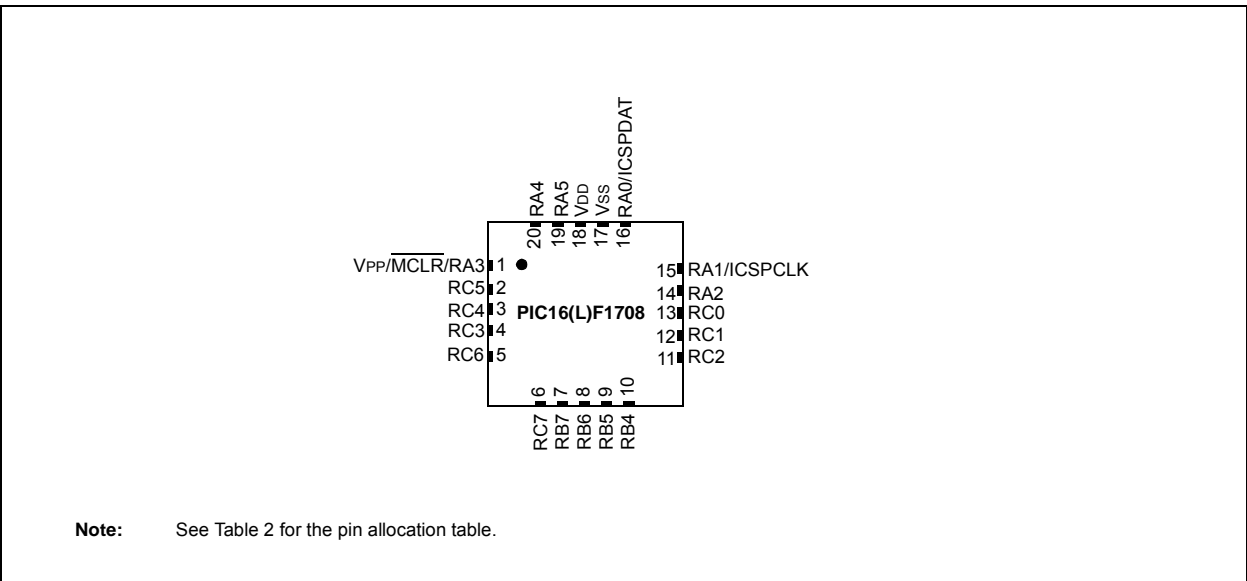 20 RA4
19 RA5
18 VDD
17 VSS
16 RA0/ICSPDAT
VPP/MCLR/RA3 1
RC5 2
RC4 3
RC3 4
RC6 5
PIC16(L)F1708
15 RA1/ICSPCLK
14 RA2
13 RC0
12 RC1
11 RC2
RC7 6
RB7 7
RB6 8
RB5 9
RB4 10
Note: See Table 2 for the pin allocation table.